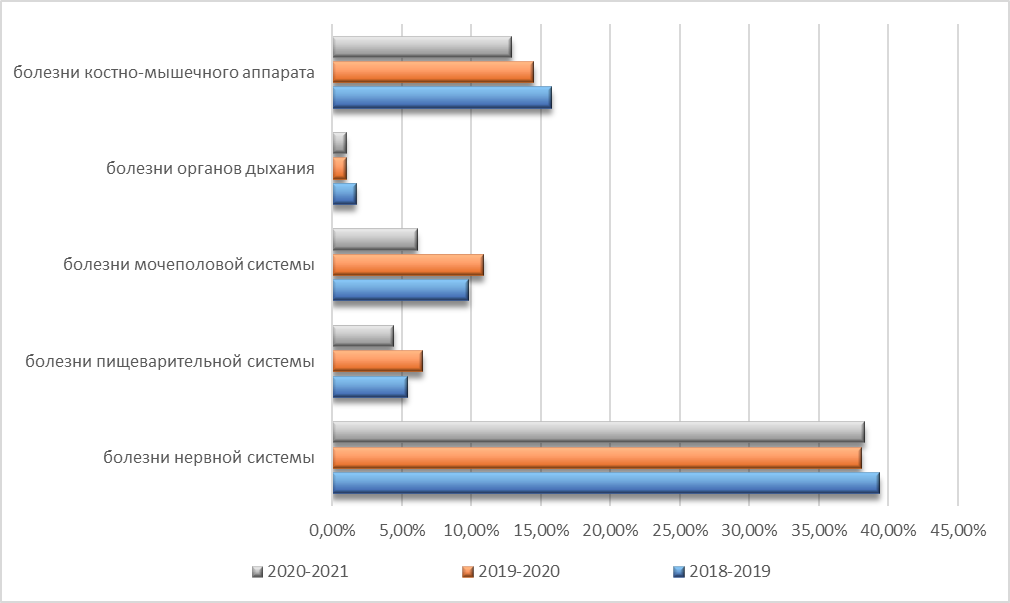 болезни костно-мышечного аппарата
болезни органов дыхания
болезни мочеполовой системы
болезни пищеварительной системы
болезни нервной системы
0,00% 5,00% 10,00% 15,00% 20,00% 25,00% 30,00% 35,00% 40,00% 45,00%
2020-2021 2019-2020 2018-2019